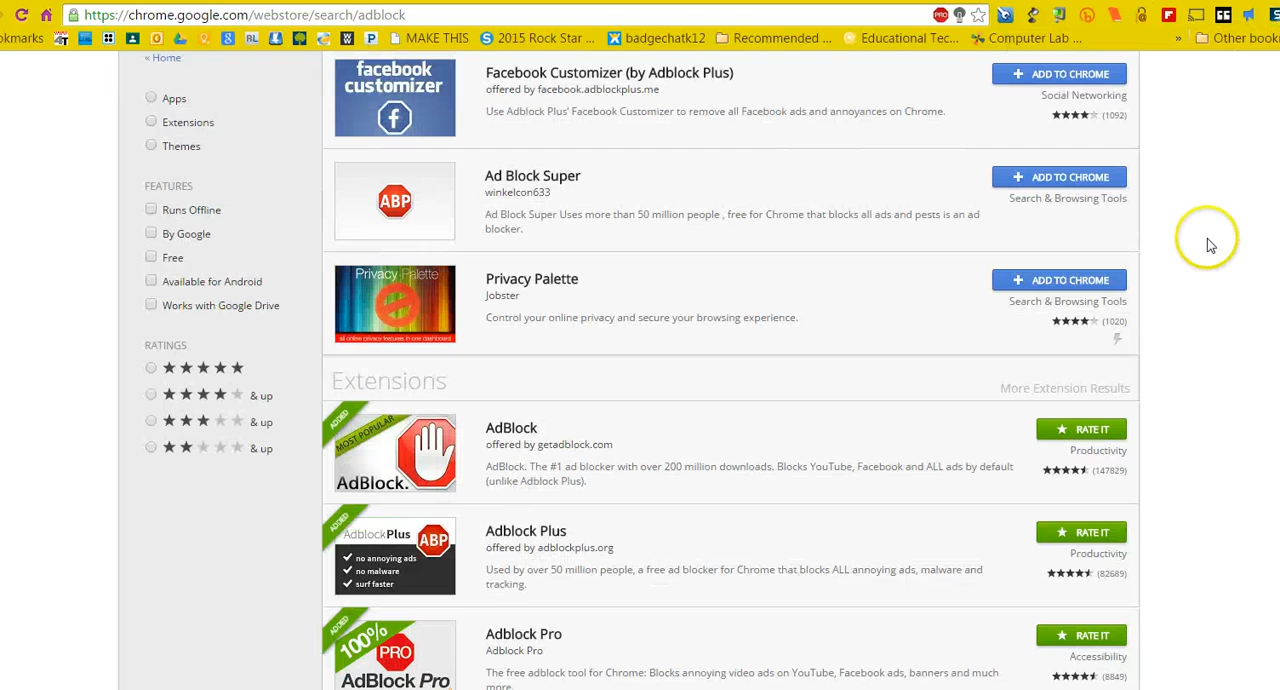 https://chrome.google.com/webstore/search/adblock
PRO
okmarks
MAKE THIS
2015 Rock Star ...
badgechatk12
Recommended ...
Educational Tec...
Computer Lab ...
»
Other book
« Home
Apps
Extensions
Themes
FEATURES
Runs Offline
By Google
Free
Available for Android
Works with Google Drive
RATINGS
& up
& up
& up
facebook
customizer
Facebook Customizer (by Adblock Plus)
offered by facebook.adblockplus.me
Use Adblock Plus' Facebook Customizer to remove all Facebook ads and annoyances on Chrome.
+ ADD TO CHROME
Social Networking
(1092)
ABP
Ad Block Super
winkelcon633
Ad Block Super Uses more than 50 million people , free for Chrome that blocks all ads and pests is an ad
blocker.
+ ADD TO CHROME
Search & Browsing Tools
Privacy Palette
all online privacy features in one dashboard
Privacy Palette
Jobster
Control your online privacy and secure your browsing experience.
+ ADD TO CHROME
Search & Browsing Tools
(1020)
Extensions
More Extension Results
ADDED
MOST POPULAR
AdBlock.
AdBlock
offered by getadblock.com
AdBlock. The #1 ad blocker with over 200 million downloads. Blocks YouTube, Facebook and ALL ads by default
(unlike Adblock Plus).
RATE IT
Productivity
(147829)
ADDED
AdblockPlus
ABP
no annoying ads
no malware
surf faster
Adblock Plus
offered by adblockplus.org
Used by over 50 million people, a free ad blocker for Chrome that blocks ALL annoying ads, malware and
tracking.
RATE IT
Productivity
(82689)
ADDED
100%
PRO
AdBlock Pro
Adblock Pro
Adblock Pro
The free adblock tool for Chrome: Blocks annoying video ads on YouTube, Facebook ads, banners and much
more.
RATE IT
Accessibility
(8849)